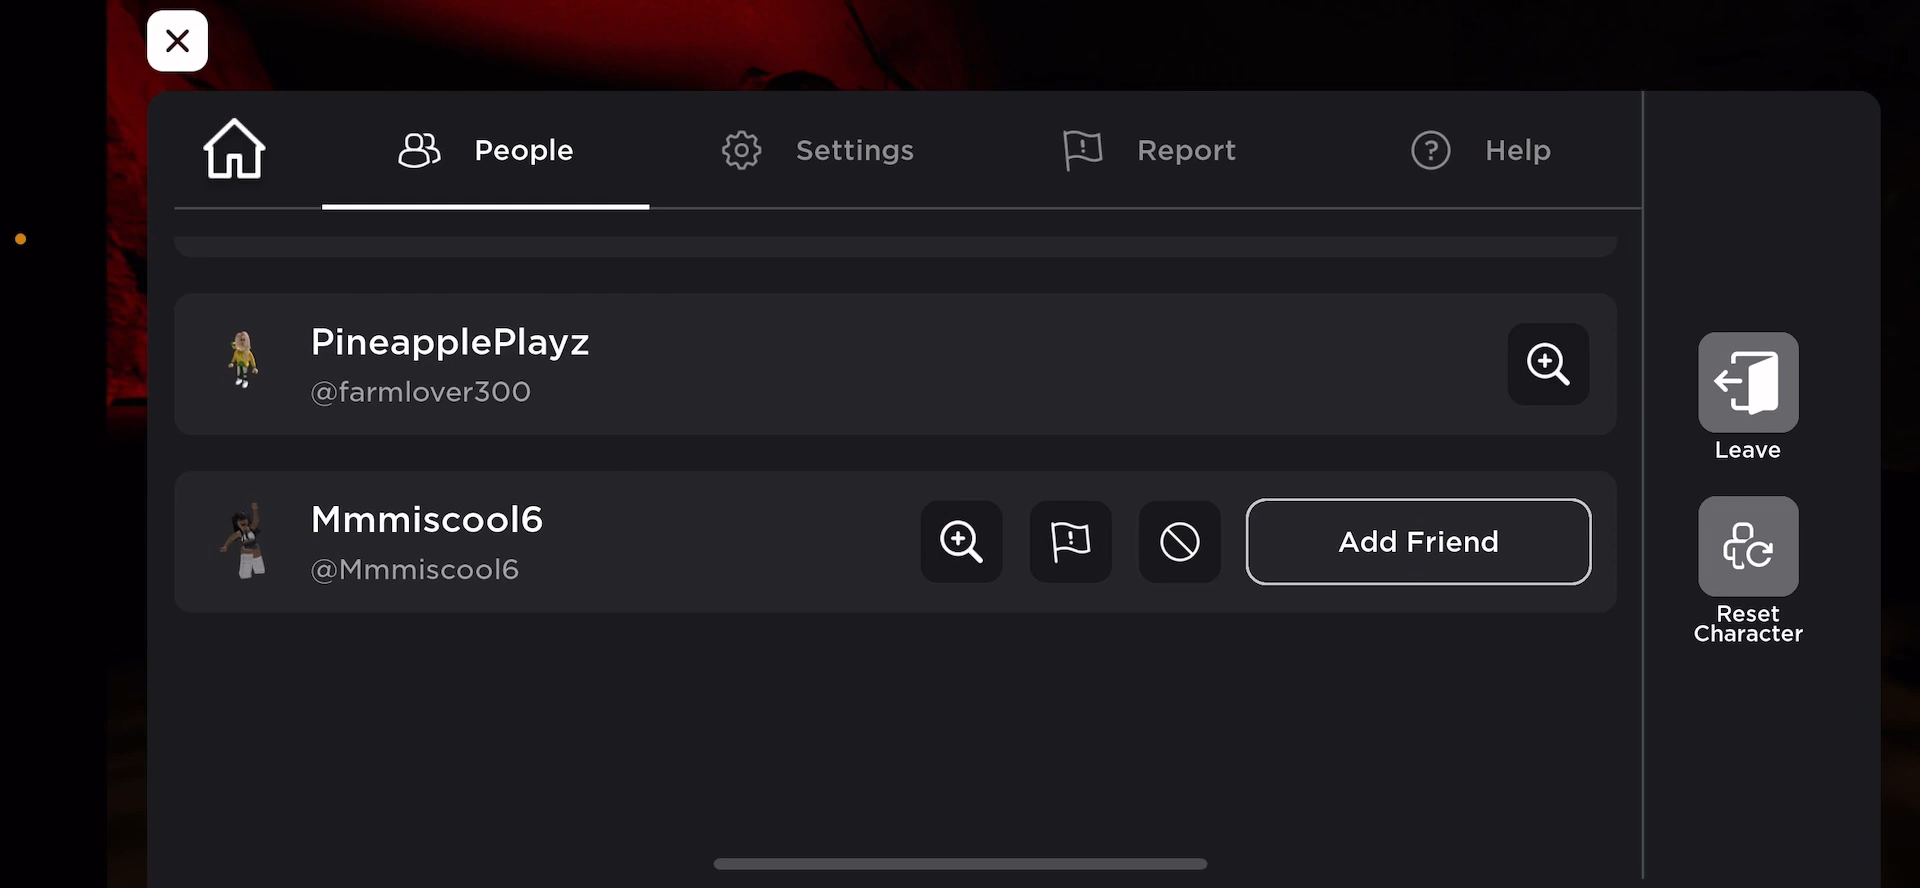 People
Settings
Report
Help
PineapplePlayz
@farmlover300
Mmmiscool6
@Mmmiscool6
Add Friend
Leave
Reset
Character